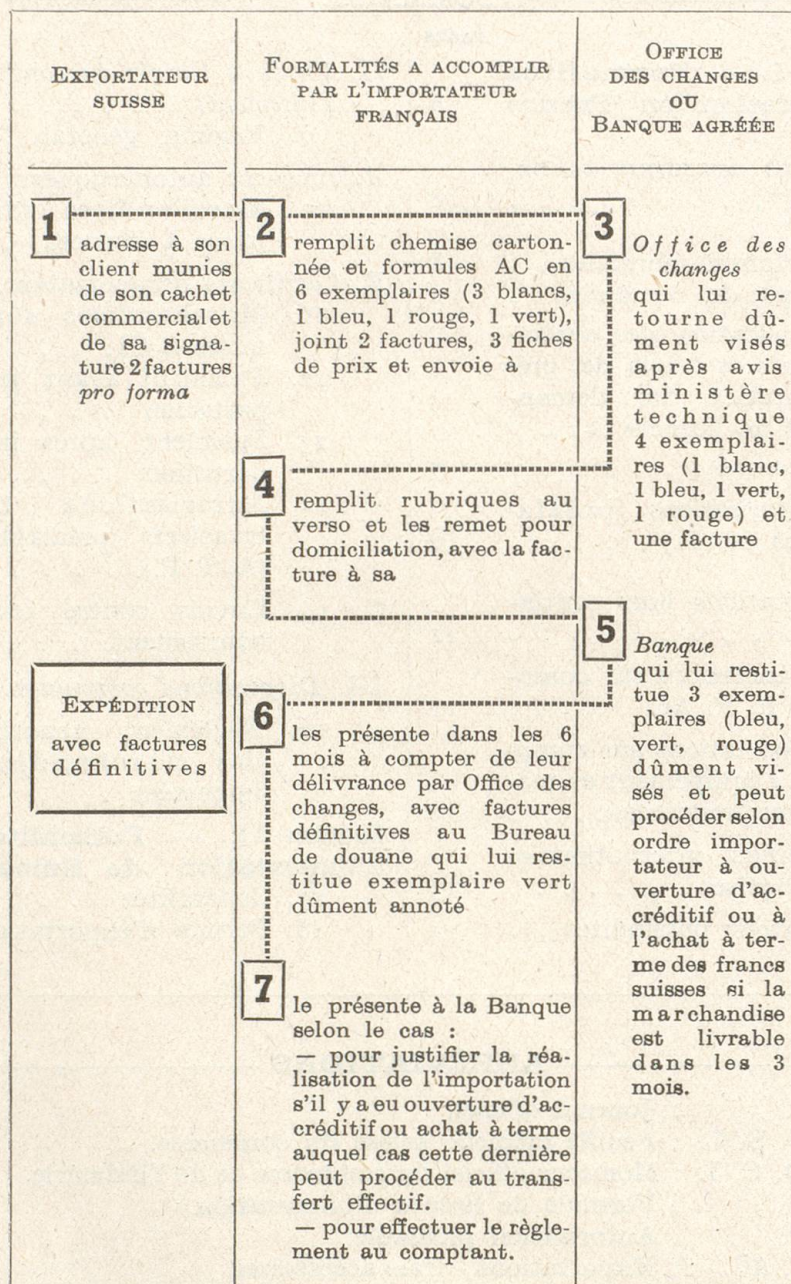 EXPORTATEUR
SUISSE
FORMALITÉS A ACCOMPLIR
PAR L'IMPORTATEUR
FRANÇAIS
OFFICE
DES CHANGES
OU
BANQUE AGRÉÉE
1
adresse à son
client munies
de son cachet
commercial et
de sa signa-
ture 2 factures
pro forma
2
remplit chemise carton-
née et formules AC en
6 exemplaires (3 blancs,
1 bleu, 1 rouge, 1 vert),
joint 2 factures, 3 fiches
de prix et envoie à
3
Office des
changes
qui lui re-
tourne dû-
ment visés
après avis
ministère
technique
4 exemplai-
res (1 blanc,
1 bleu, 1 vert,
1 rouge) et
une facture
4
remplit rubriques au
verso et les remet pour
domiciliation, avec la fac-
ture à sa
5
Banque
qui lui resti-
tue 3 exem-
plaires (bleu,
vert, rouge)
dûment vi-
sés et peut
procéder selon
ordre impor-
tateur à ou-
verture d'ac-
créditif ou à
l'achat à ter-
me des francs
suisses si la
marchandise
est livrable
dans les 3
mois.
EXPÉDITION
avec factures
définitives
6
les présente dans les 6
mois à compter de leur
délivrance par Office des
changes, avec factures
définitives au Bureau
de douane qui lui res-
titue exemplaire vert
dûment annoté
7
le présente à la Banque
selon le cas :
— pour justifier la réa-
lisation de l'importation
s'il y a eu ouverture d'ac-
créditif ou achat à terme
auquel cas cette dernière
peut procéder au trans-
fert effectif.
— pour effectuer le règle-
ment au comptant.